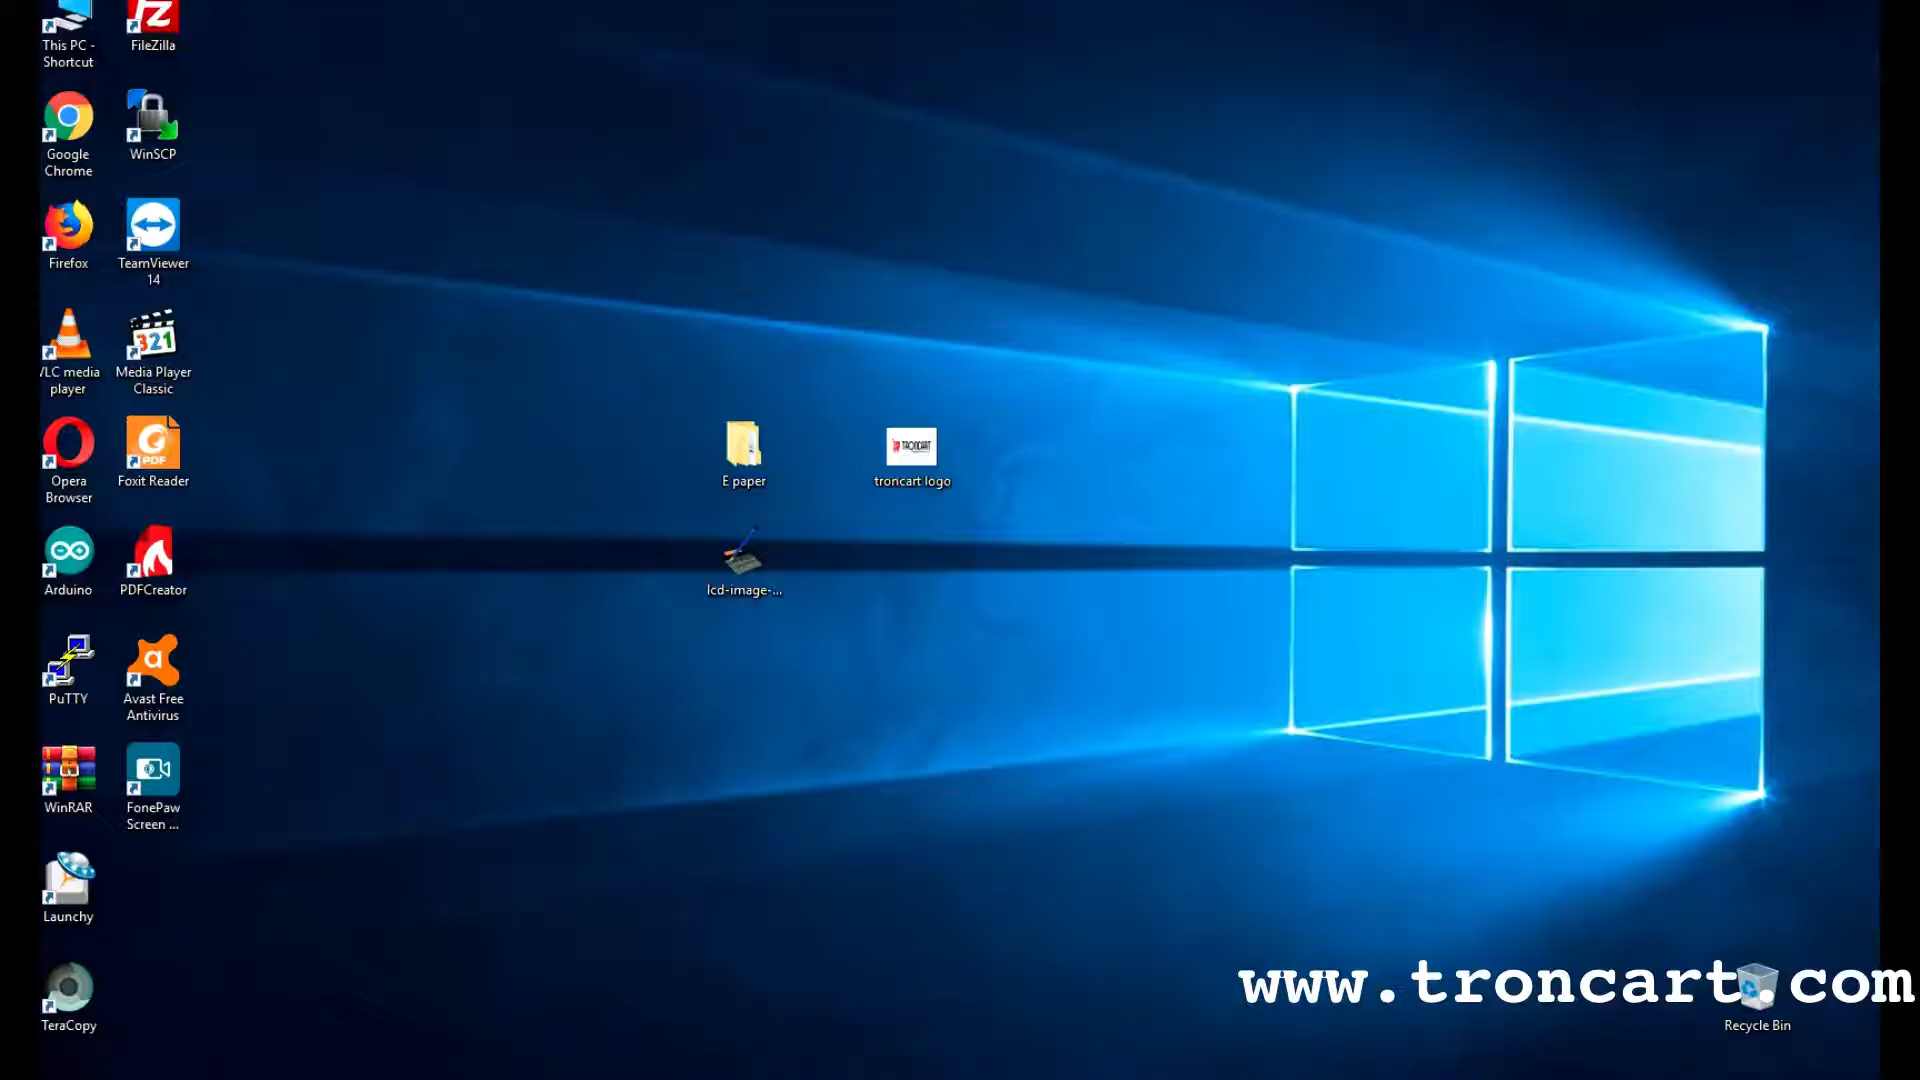 This PC -
Shortcut
FileZilla
Google
Chrome
WinSCP
Firefox
TeamViewer
14
VLC media
player
Media Player
Classic
321
Opera
Browser
Foxit Reader
PDF
E paper
TRONCART
troncart logo
Arduino
PDFCreator
lcd-image-...
PuTTY
Avast Free
Antivirus
WinRAR
FonePaw
Screen ...
Launchy
TeraCopy
www.troncart.com
Recycle Bin